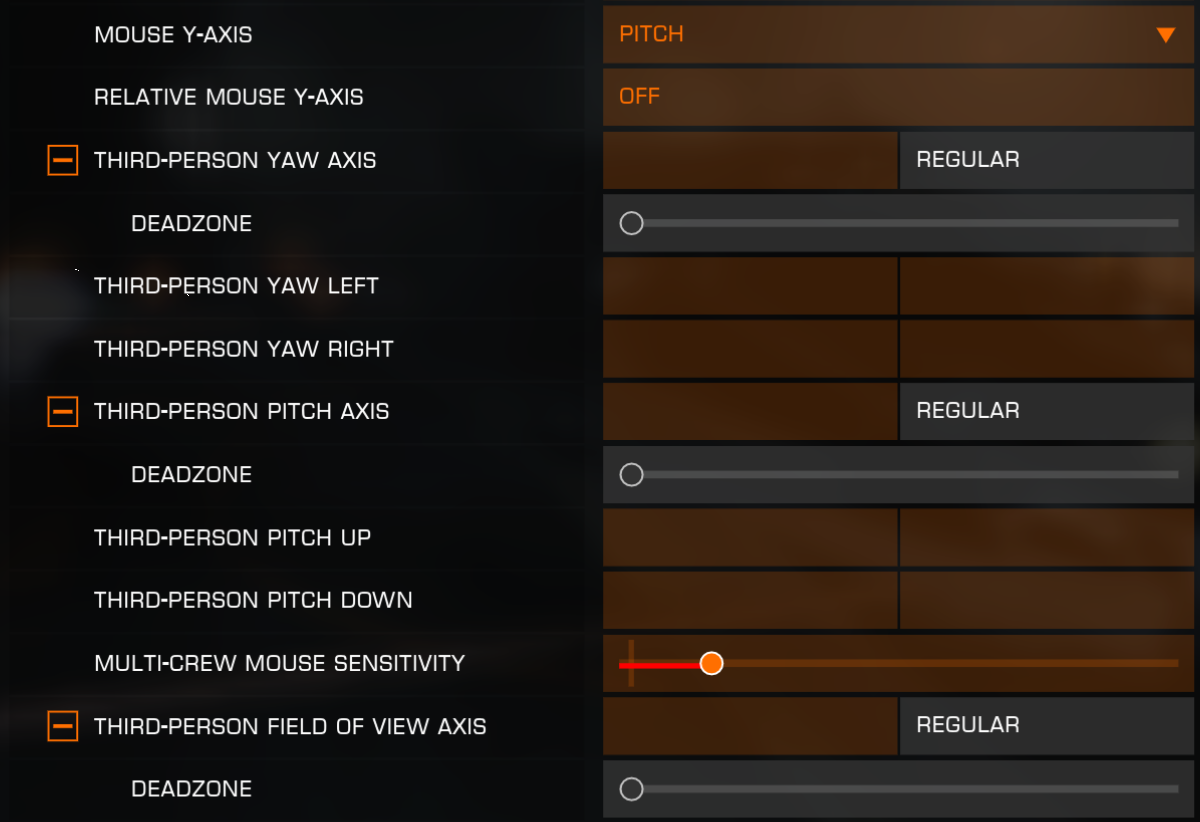 MOUSE Y-AXIS PITCH
RELATIVE MOUSE Y-AXIS OFF
THIRD-PERSON YAW AXIS REGULAR
DEADZONE
THIRD-PERSON YAW LEFT
THIRD-PERSON YAW RIGHT
THIRD-PERSON PITCH AXIS REGULAR
DEADZONE
THIRD-PERSON PITCH UP
THIRD-PERSON PITCH DOWN
MULTI-CREW MOUSE SENSITIVITY
THIRD-PERSON FIELD OF VIEW AXIS REGULAR
DEADZONE